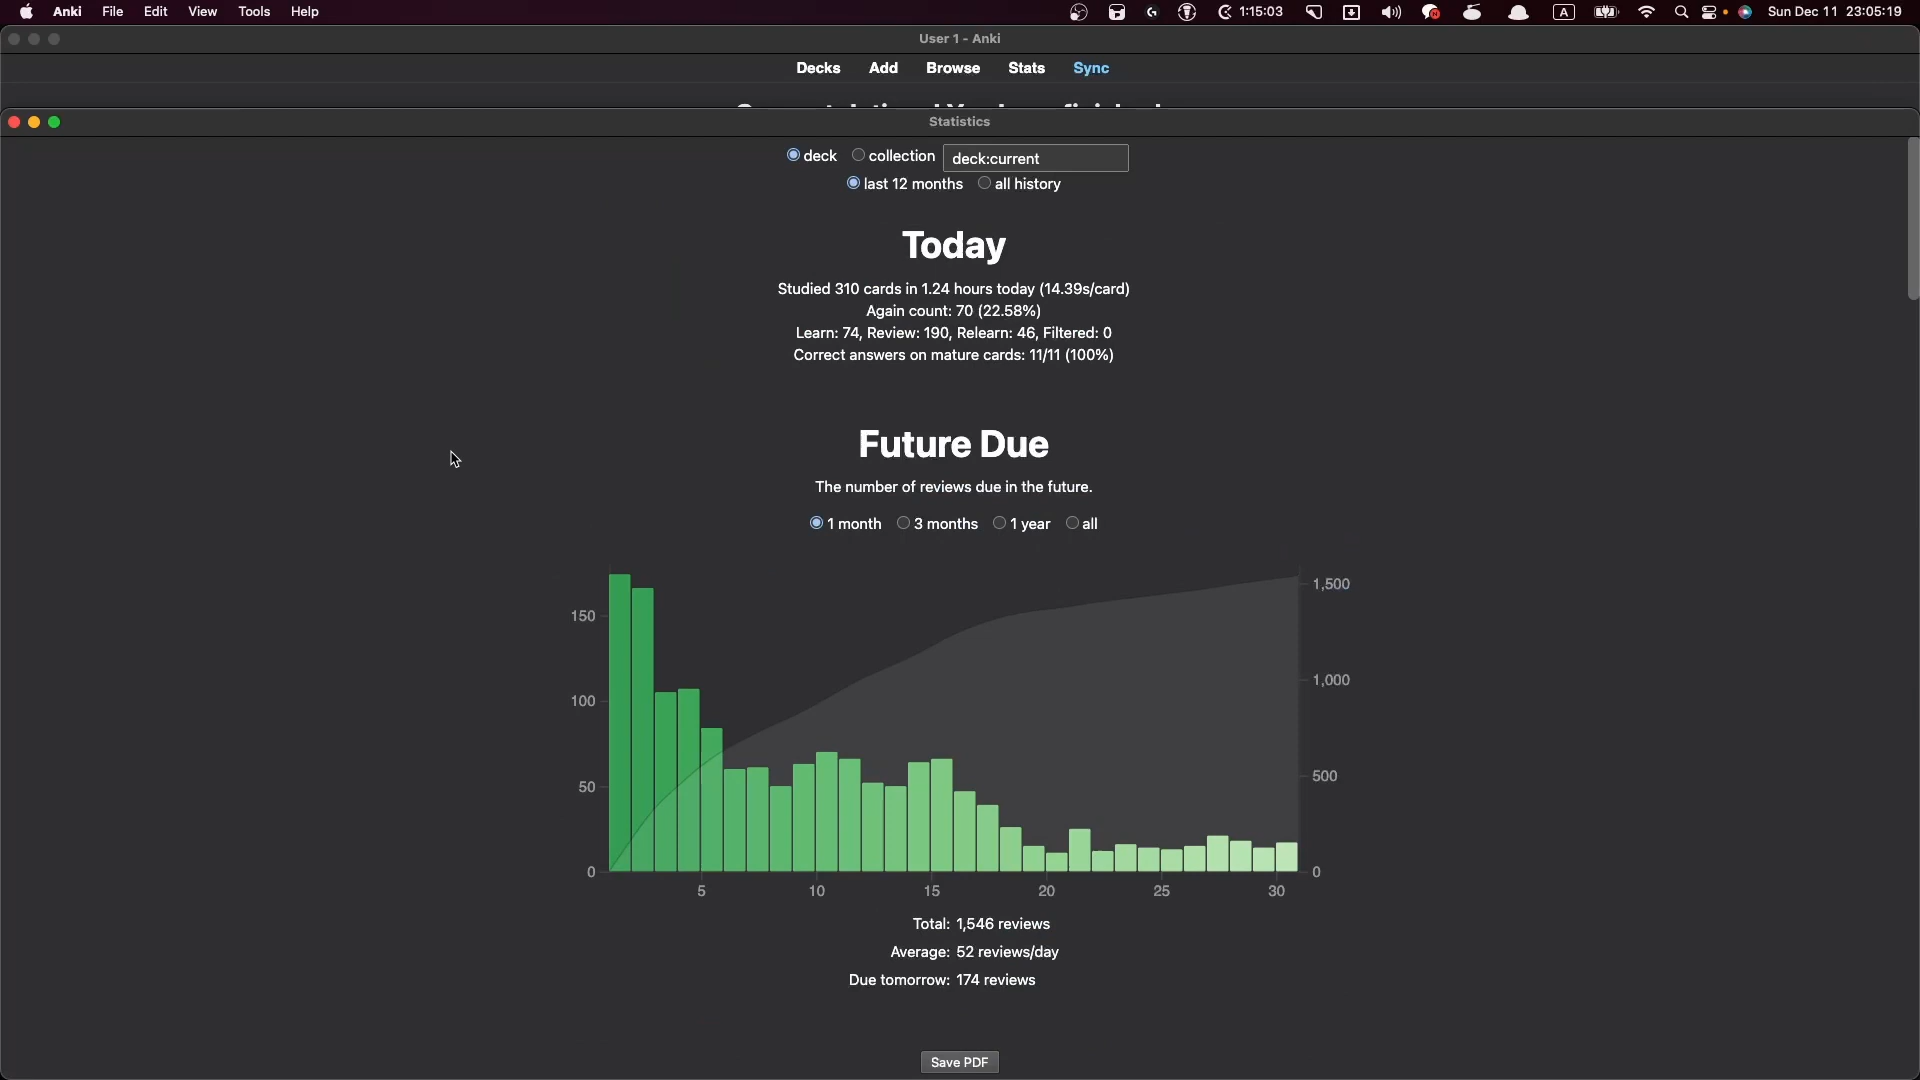 Anki File Edit View Tools Help 1:15:03 A Sun Dec 11 23:05:19
User 1 - Anki
Decks Add Browse Stats Sync
Statistics
deck collection deck:current
last 12 months all history
Today
Studied 310 cards in 1.24 hours today (14.39s/card)
Again count: 70 (22.58%)
Learn: 74, Review: 190, Relearn: 46, Filtered: 0
Correct answers on mature cards: 11/11 (100%)
Future Due
The number of reviews due in the future.
1 month 3 months 1 year all
1,500
150
1,000
100
500
50
0 0
5 10 15 20 25 30
Total: 1,546 reviews
Average: 52 reviews/day
Due tomorrow: 174 reviews
Save PDF